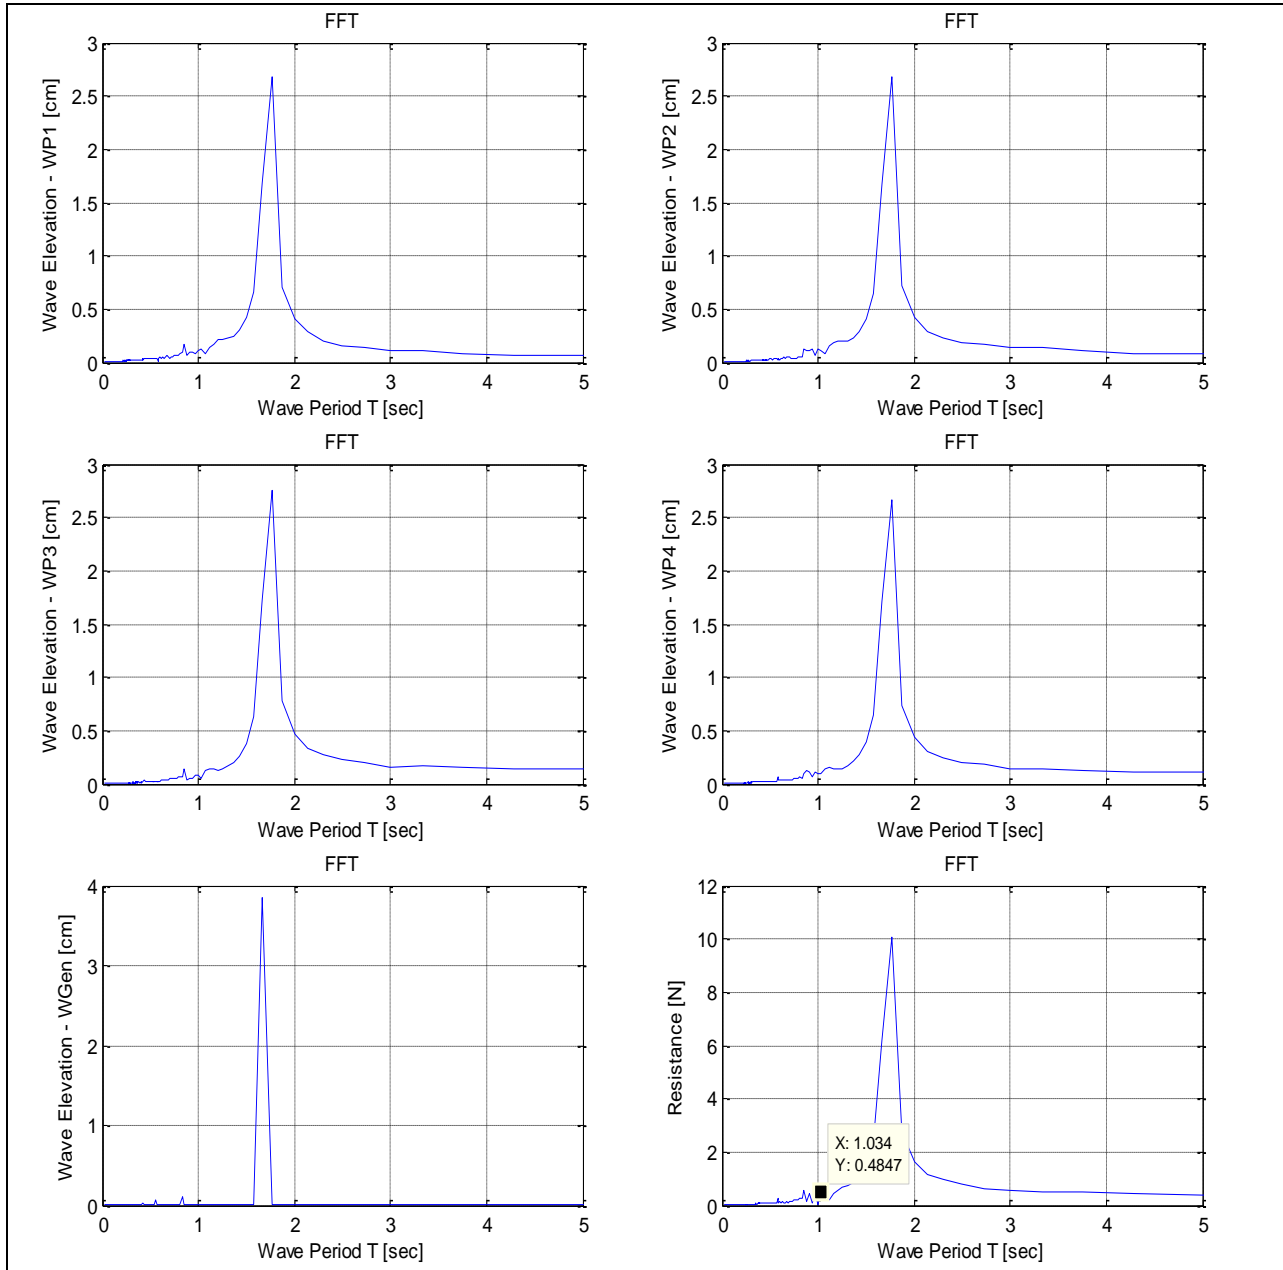 FFT
Wave Elevation - WP1 [cm]
3
2.5
2
1.5
1
0.5
0
0 1 2 3 4 5
Wave Period T [sec]
FFT
Wave Elevation - WP2 [cm]
3
2.5
2
1.5
1
0.5
0
0 1 2 3 4 5
Wave Period T [sec]
FFT
Wave Elevation - WP3 [cm]
3
2.5
2
1.5
1
0.5
0
0 1 2 3 4 5
Wave Period T [sec]
FFT
Wave Elevation - WP4 [cm]
3
2.5
2
1.5
1
0.5
0
0 1 2 3 4 5
Wave Period T [sec]
FFT
Wave Elevation - WGen [cm]
4
3
2
1
0
0 1 2 3 4 5
Wave Period T [sec]
FFT
Resistance [N]
12
10
8
6
4
2
0
X: 1.034
Y: 0.4847
0 1 2 3 4 5
Wave Period T [sec]